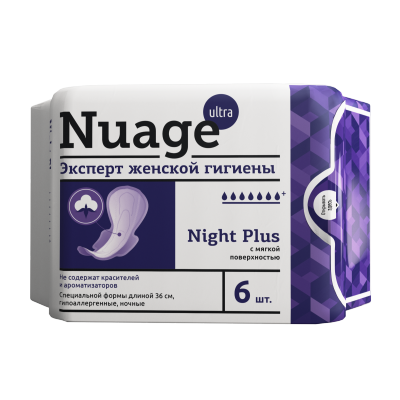 Nuage
ultra
Эксперт женской гигиены
+
Night Plus
с мягкой
поверхностью
Не содержат красителей
и ароматизаторов
Специальной формы длиной 36 см,
гипоаллергенные, ночные
6 шт.
Открывать